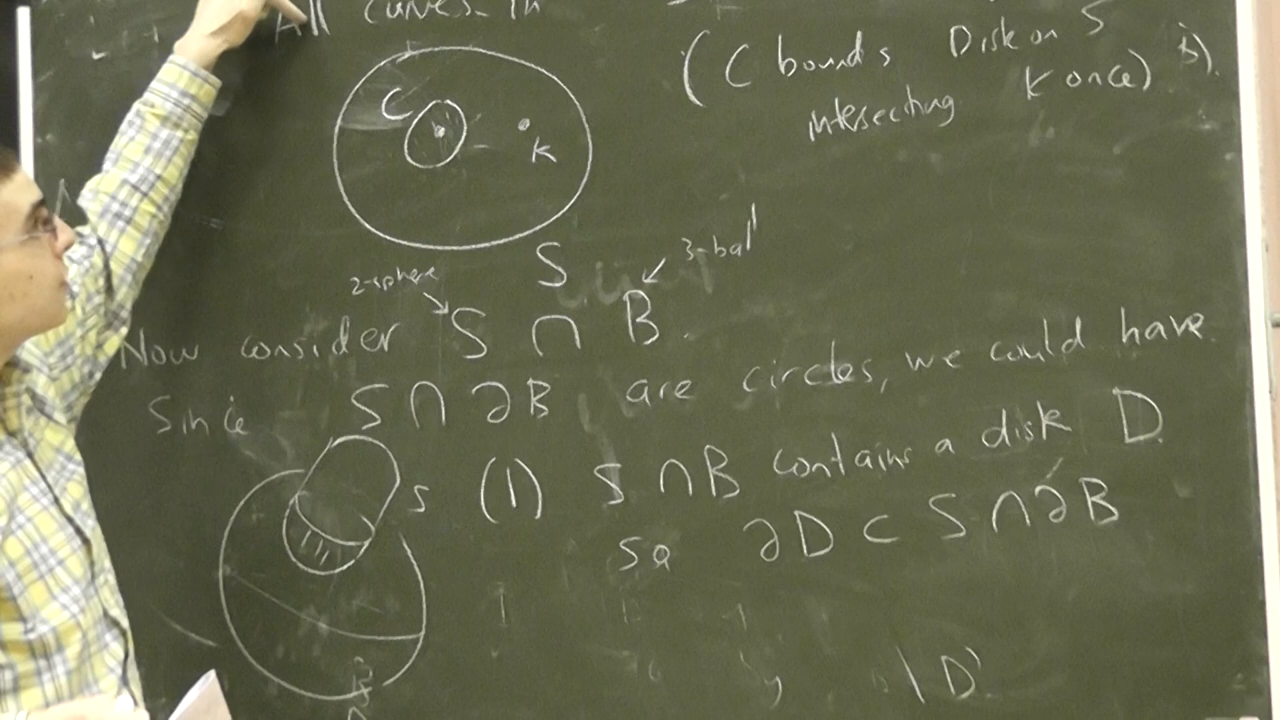 All curves in
(C bounds Disk on S
intersecting K once)
C
K
S
2-sphere
3-ball
Now consider S ∩ B.
Since S ∩ ∂B are circles, we could have
S
(1) S ∩ B contains a disk D.
so ∂D ⊂ S ∩ ∂B
B
D'